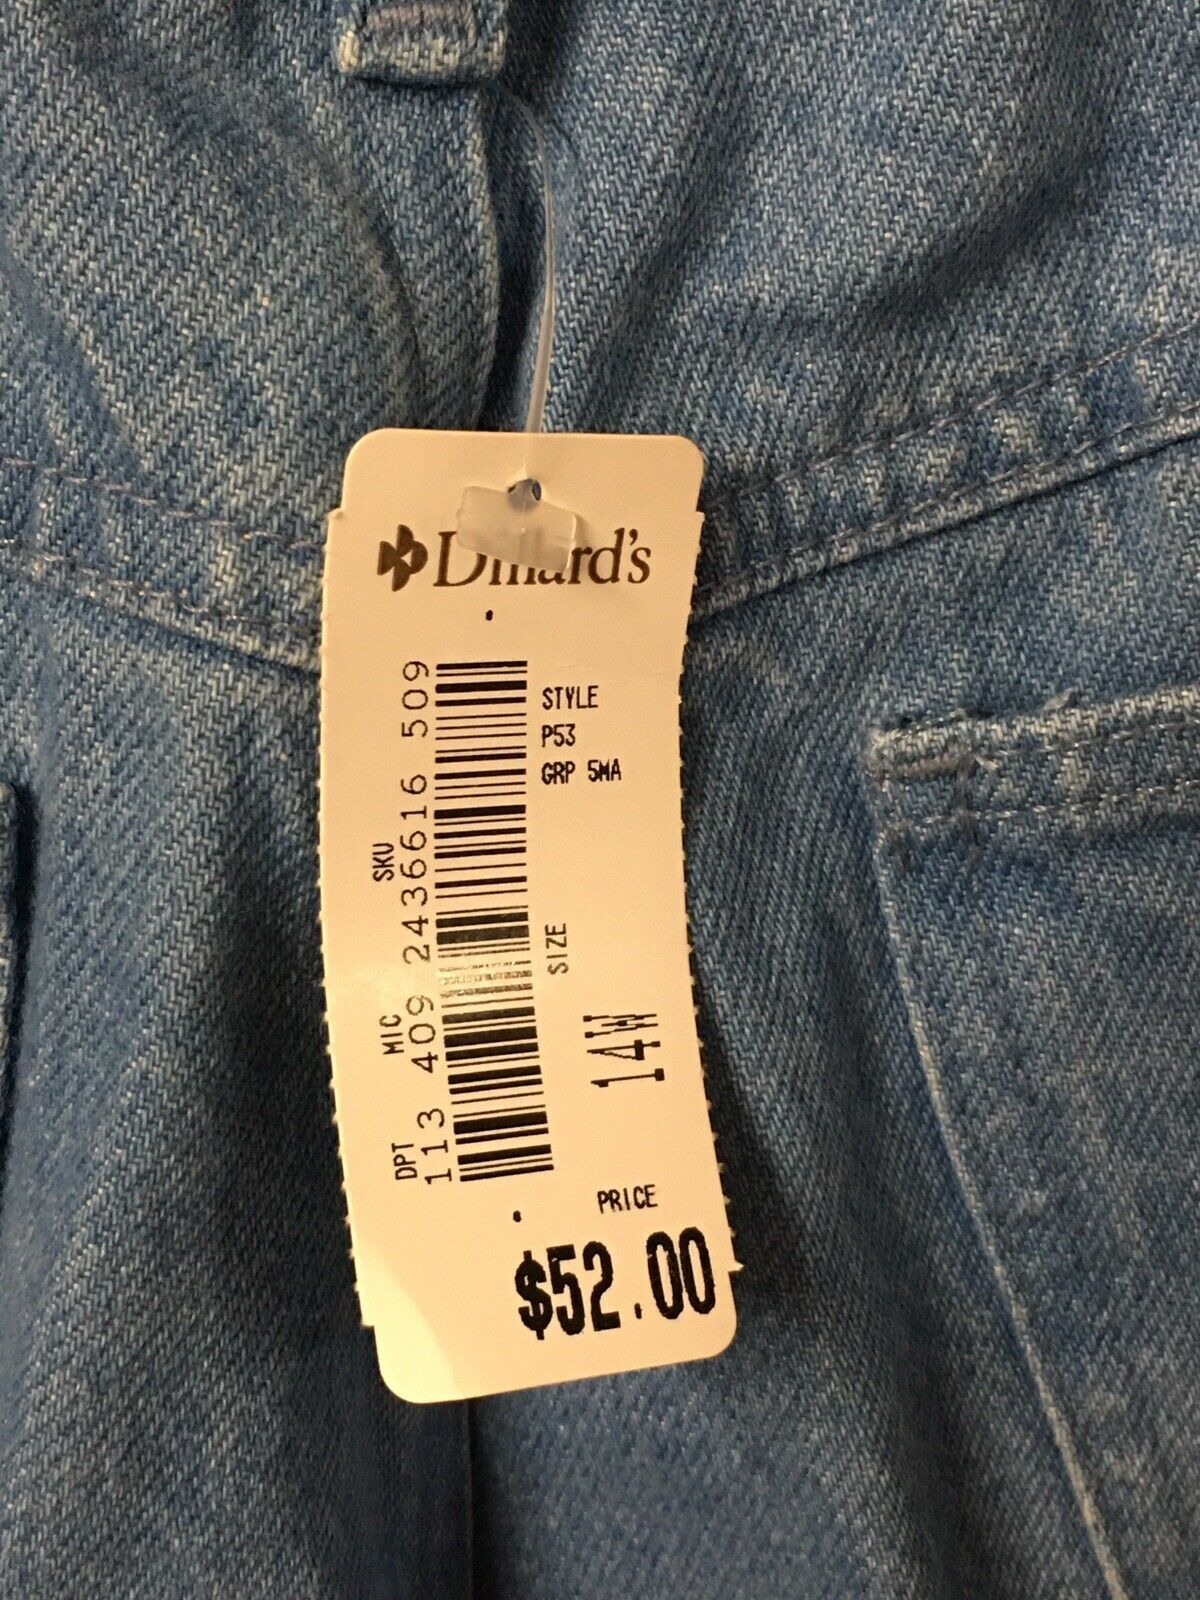 Dillard's
STYLE
P53
GRP 5MA
DPT MIC SKU
113 409 2436616 509
SIZE
14W
PRICE
$52.00